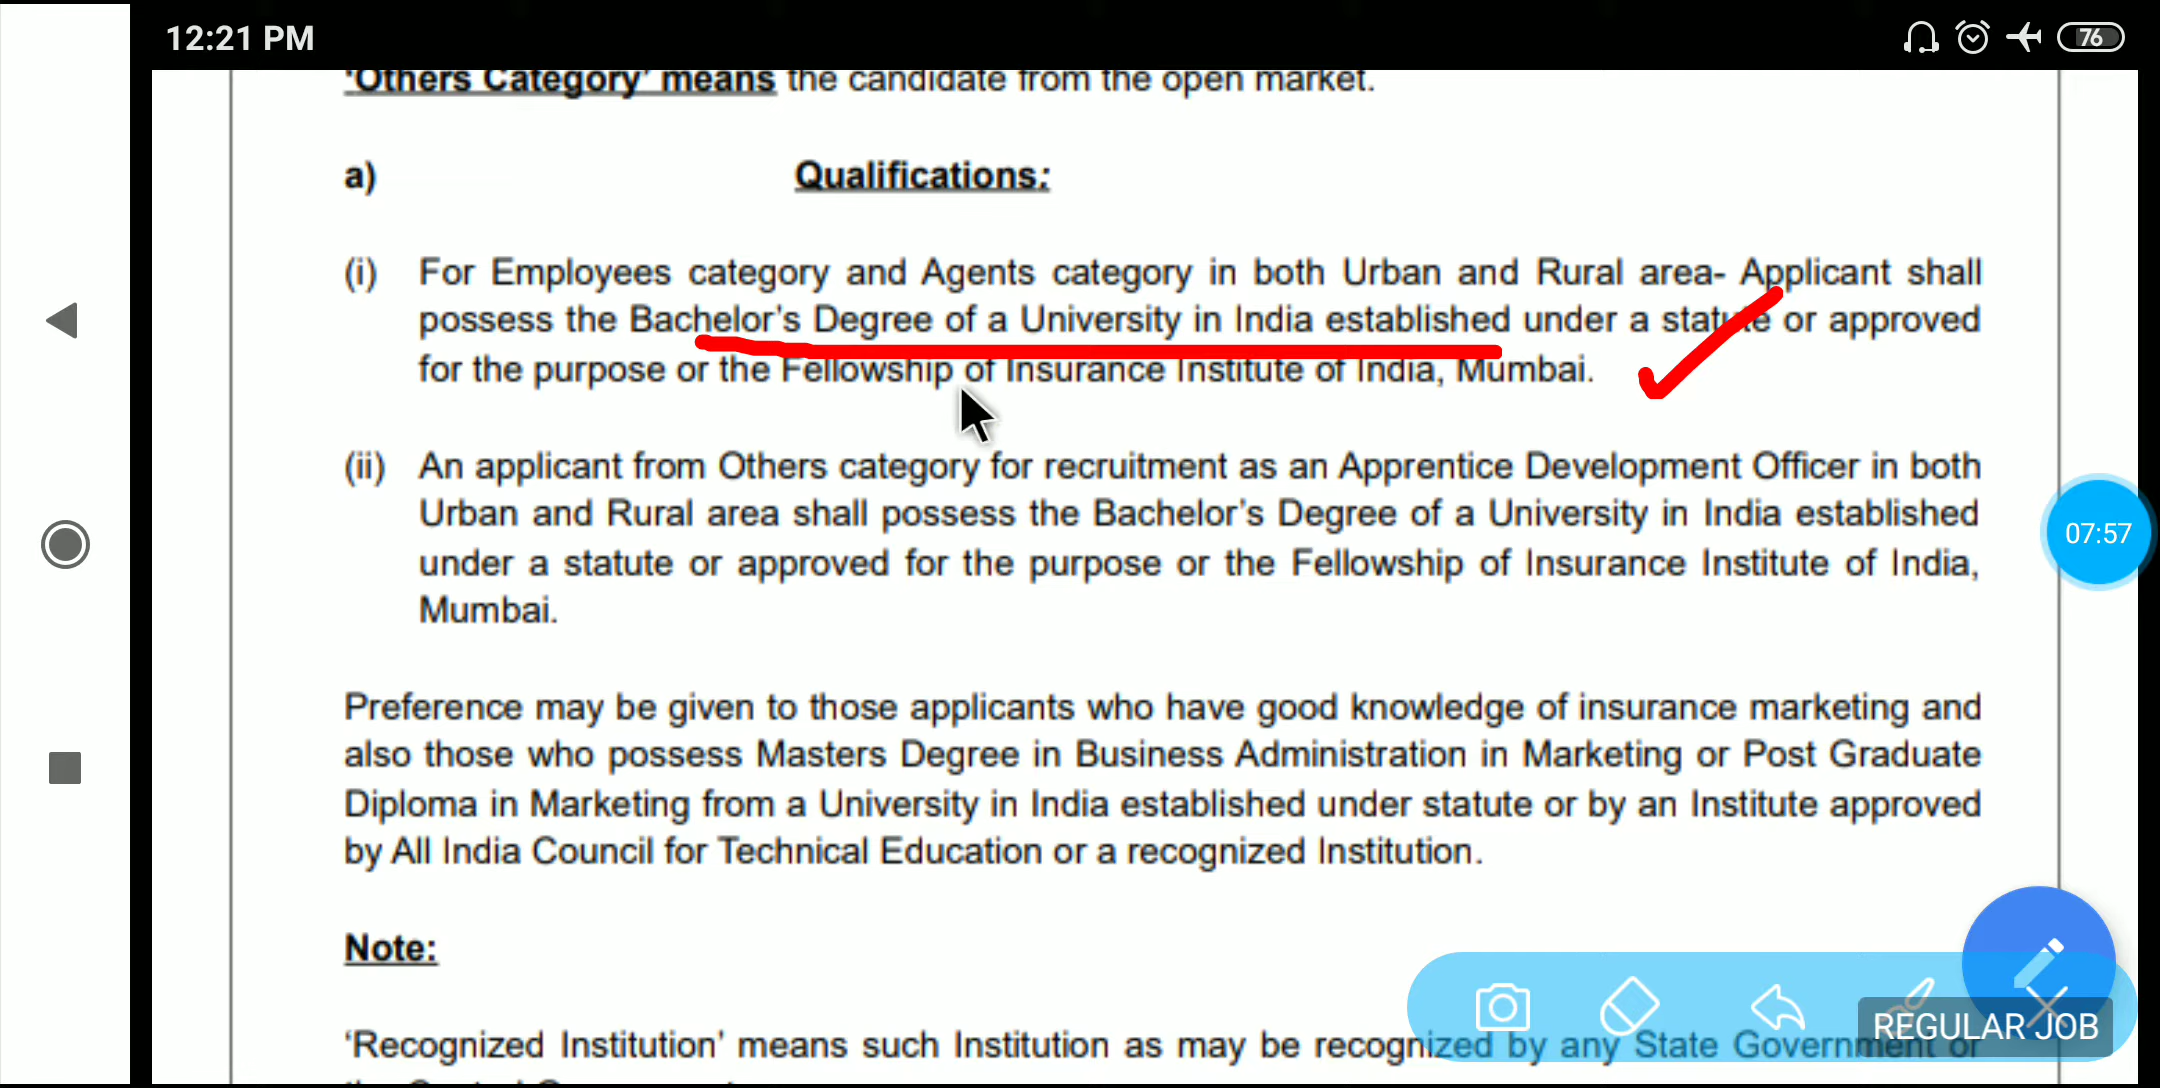 12:21 PM
76
'Others Category' means the candidate from the open market.
a) Qualifications:
(i) For Employees category and Agents category in both Urban and Rural area- Applicant shall
possess the Bachelor's Degree of a University in India established under a statute or approved
for the purpose or the Fellowship of Insurance Institute of India, Mumbai.
(ii) An applicant from Others category for recruitment as an Apprentice Development Officer in both
Urban and Rural area shall possess the Bachelor's Degree of a University in India established
under a statute or approved for the purpose or the Fellowship of Insurance Institute of India,
Mumbai.
07:57
Preference may be given to those applicants who have good knowledge of insurance marketing and
also those who possess Masters Degree in Business Administration in Marketing or Post Graduate
Diploma in Marketing from a University in India established under statute or by an Institute approved
by All India Council for Technical Education or a recognized Institution.
Note:
REGULAR JOB
'Recognized Institution' means such Institution as may be recognized by any State Government or